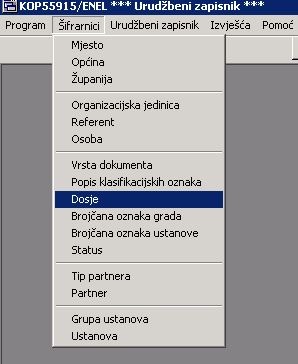 KOP55915/ENEL *** Urudžbeni zapisnik ***
Program Šifrarnici Urudžbeni zapisnik Izvješća Pomoć
Mjesto
Općina
Županija
Organizacijska jedinica
Referent
Osoba
Vrsta dokumenta
Popis klasifikacijskih oznaka
Dosje
Brojčana oznaka grada
Brojčana oznaka ustanove
Status
Tip partnera
Partner
Grupa ustanova
Ustanova